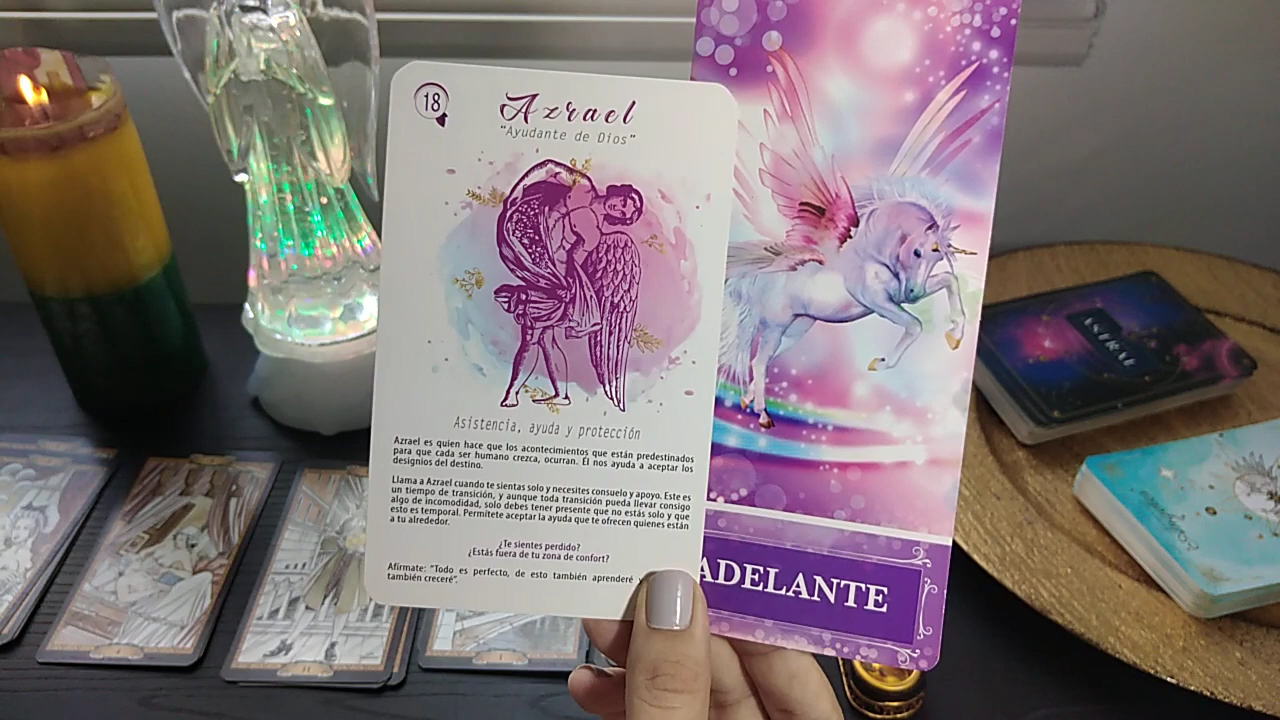 18
Azrael
"Ayudante de Dios"
Asistencia, ayuda y protección
Azrael es quien hace que los acontecimientos que están predestinados
para que cada ser humano crezca, ocurran. Él nos ayuda a aceptar los
designios del destino.
Llama a Azrael cuando te sientas solo y necesites consuelo y apoyo. Este es
un tiempo de transición, y aunque toda transición pueda llevar consigo
algo de incomodidad, solo debes tener presente que no estás solo y que
esto es temporal. Permítete aceptar la ayuda que te ofrecen quienes están
a tu alrededor.
¿Te sientes perdido?
¿Estás fuera de tu zona de confort?
Afírmate: "Todo es perfecto, de esto también aprenderé y
también creceré".
ADELANTE